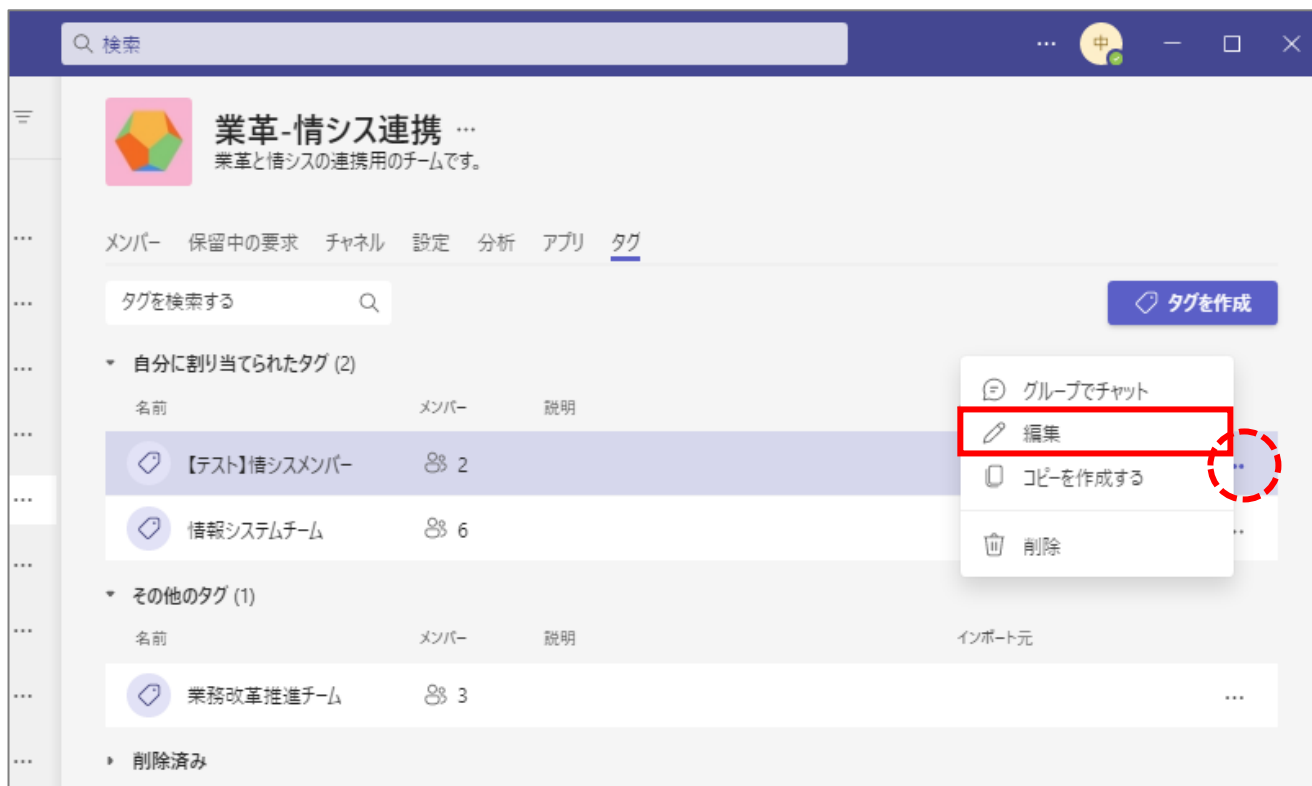 検索
中
業革-情シス連携 …
業革と情シスの連携用のチームです。
メンバー 保留中の要求 チャネル 設定 分析 アプリ タグ
タグを検索する
タグを作成
自分に割り当てられたタグ (2)
名前 メンバー 説明
【テスト】情シスメンバー 2
情報システムチーム 6
グループでチャット
編集
コピーを作成する
削除
その他のタグ (1)
名前 メンバー 説明 インポート元
業務改革推進チーム 3
削除済み